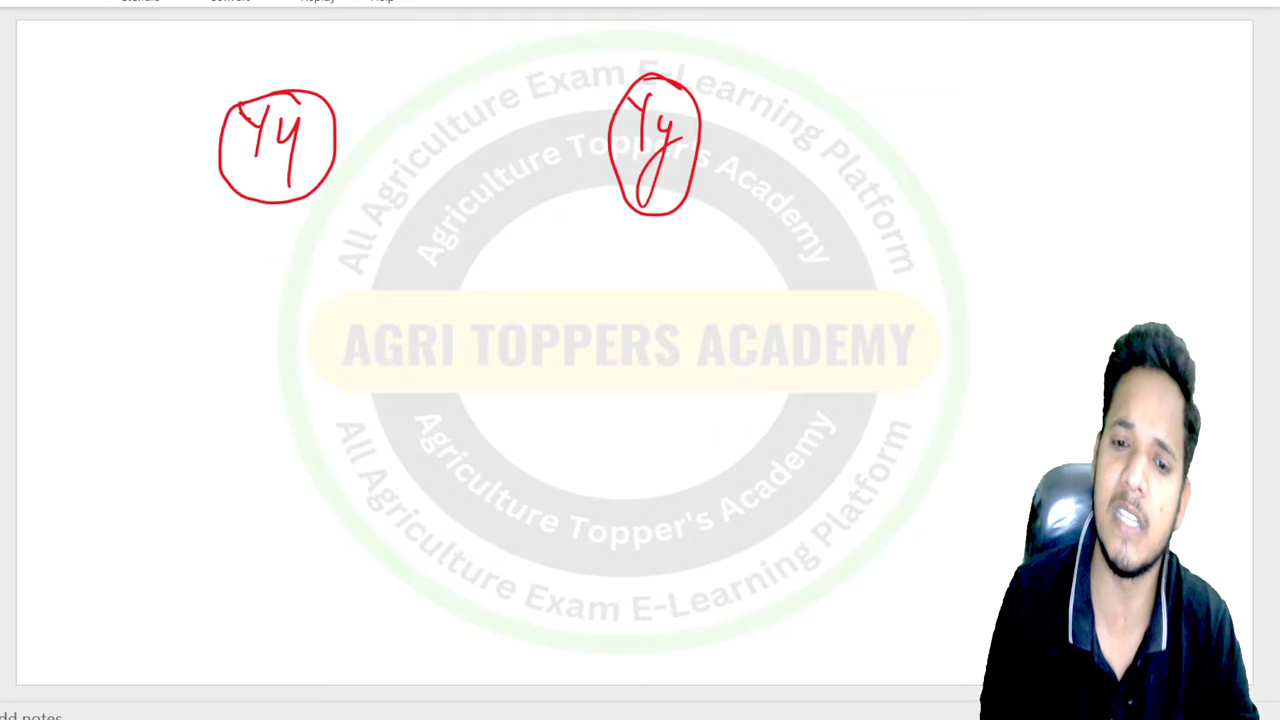 Yy Yy
All Agriculture Exam E-Learning Platform
Agriculture Topper's Academy
AGRI TOPPERS ACADEMY
Agriculture Topper's Academy
All Agriculture Exam E-Learning Platform
notes